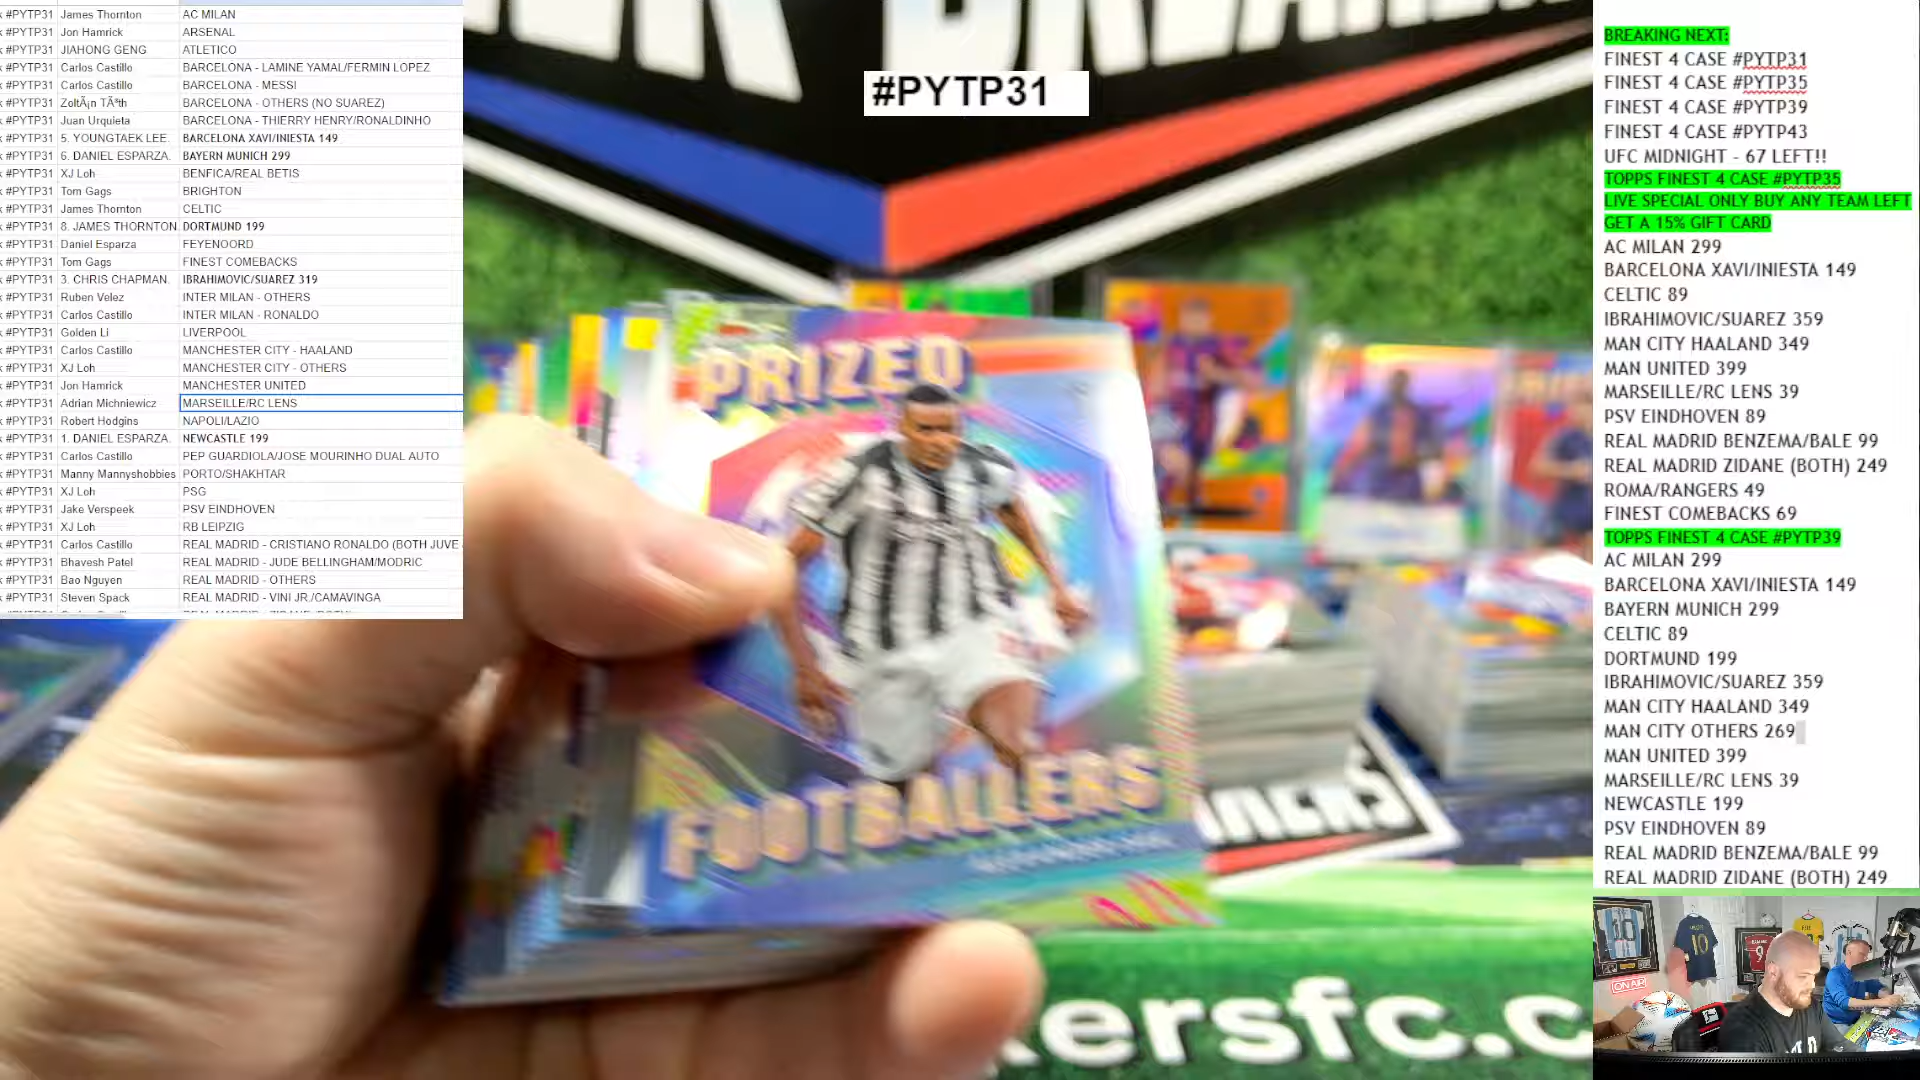 #PYTP31 James Thornton AC MILAN
#PYTP31 Jon Hamrick ARSENAL
#PYTP31 JIAHONG GENG ATLETICO
#PYTP31 Carlos Castillo BARCELONA - LAMINE YAMAL/FERMIN LOPEZ
#PYTP31 Carlos Castillo BARCELONA - MESSI
#PYTP31 ZoltÃ¡n TÃ³th BARCELONA - OTHERS (NO SUAREZ)
#PYTP31 Juan Urquieta BARCELONA - THIERRY HENRY/RONALDINHO
#PYTP31 5. YOUNGTAEK LEE. BARCELONA XAVI/INIESTA 149
#PYTP31 6. DANIEL ESPARZA. BAYERN MUNICH 299
#PYTP31 XJ Loh BENFICA/REAL BETIS
#PYTP31 Tom Gags BRIGHTON
#PYTP31 James Thornton CELTIC
#PYTP31 8. JAMES THORNTON. DORTMUND 199
#PYTP31 Daniel Esparza FEYENOORD
#PYTP31 Tom Gags FINEST COMEBACKS
#PYTP31 3. CHRIS CHAPMAN. IBRAHIMOVIC/SUAREZ 319
#PYTP31 Ruben Velez INTER MILAN - OTHERS
#PYTP31 Carlos Castillo INTER MILAN - RONALDO
#PYTP31 Golden Li LIVERPOOL
#PYTP31 Carlos Castillo MANCHESTER CITY - HAALAND
#PYTP31 XJ Loh MANCHESTER CITY - OTHERS
#PYTP31 Jon Hamrick MANCHESTER UNITED
#PYTP31 Adrian Michniewicz MARSEILLE/RC LENS
#PYTP31 Robert Hodgins NAPOLI/LAZIO
#PYTP31 1. DANIEL ESPARZA. NEWCASTLE 199
#PYTP31 Carlos Castillo PEP GUARDIOLA/JOSE MOURINHO DUAL AUTO
#PYTP31 Manny Mannyshobbies PORTO/SHAKHTAR
#PYTP31 XJ Loh PSG
#PYTP31 Jake Verspeek PSV EINDHOVEN
#PYTP31 XJ Loh RB LEIPZIG
#PYTP31 Carlos Castillo REAL MADRID - CRISTIANO RONALDO (BOTH JUVE
#PYTP31 Bhavesh Patel REAL MADRID - JUDE BELLINGHAM/MODRIC
#PYTP31 Bao Nguyen REAL MADRID - OTHERS
#PYTP31 Steven Spack REAL MADRID - VINI JR./CAMAVINGA
#PYTP31
PRIZED
FOOTBALLERS
ersfc.c
BREAKING NEXT:
FINEST 4 CASE #PYTP31
FINEST 4 CASE #PYTP35
FINEST 4 CASE #PYTP39
FINEST 4 CASE #PYTP43
UFC MIDNIGHT - 67 LEFT!!
TOPPS FINEST 4 CASE #PYTP35
LIVE SPECIAL ONLY BUY ANY TEAM LEFT
GET A 15% GIFT CARD
AC MILAN 299
BARCELONA XAVI/INIESTA 149
CELTIC 89
IBRAHIMOVIC/SUAREZ 359
MAN CITY HAALAND 349
MAN UNITED 399
MARSEILLE/RC LENS 39
PSV EINDHOVEN 89
REAL MADRID BENZEMA/BALE 99
REAL MADRID ZIDANE (BOTH) 249
ROMA/RANGERS 49
FINEST COMEBACKS 69
TOPPS FINEST 4 CASE #PYTP39
AC MILAN 299
BARCELONA XAVI/INIESTA 149
BAYERN MUNICH 299
CELTIC 89
DORTMUND 199
IBRAHIMOVIC/SUAREZ 359
MAN CITY HAALAND 349
MAN CITY OTHERS 269
MAN UNITED 399
MARSEILLE/RC LENS 39
NEWCASTLE 199
PSV EINDHOVEN 89
REAL MADRID BENZEMA/BALE 99
REAL MADRID ZIDANE (BOTH) 249
ON AIR